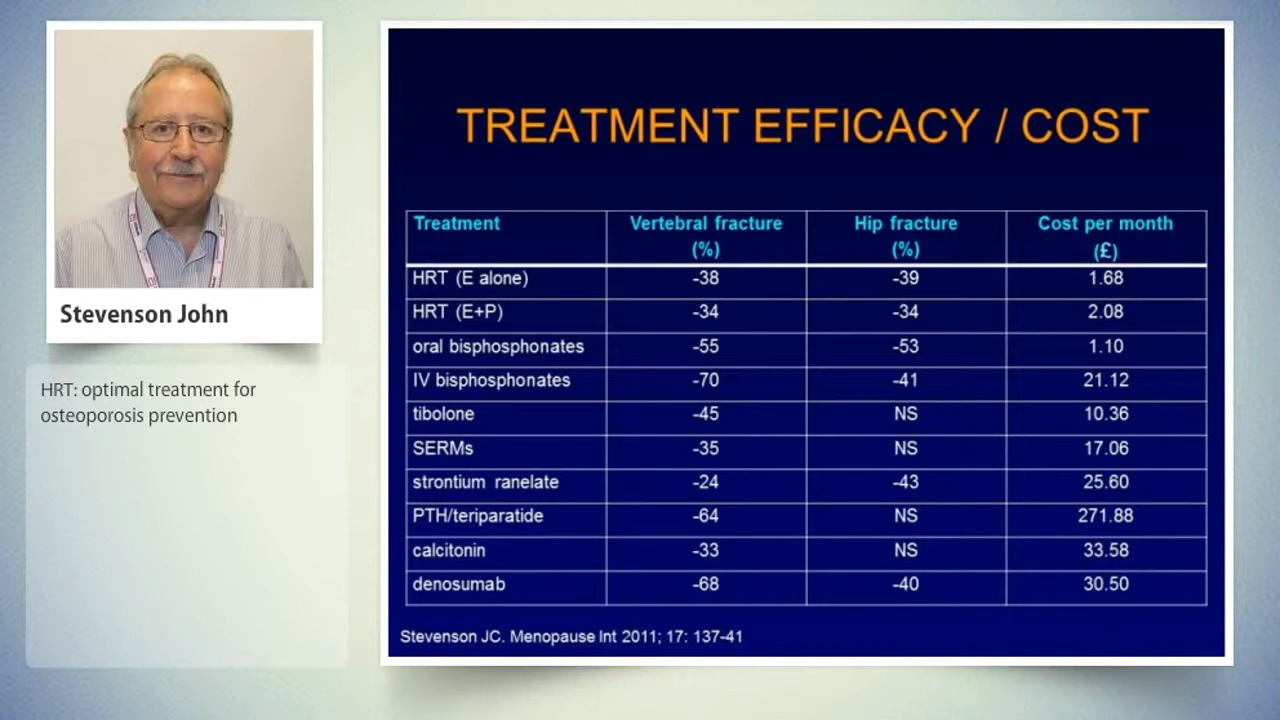 Stevenson John
HRT: optimal treatment for
osteoporosis prevention
TREATMENT EFFICACY / COST
Treatment Vertebral fracture (%) Hip fracture (%) Cost per month (£)
HRT (E alone) -38 -39 1.68
HRT (E+P) -34 -34 2.08
oral bisphosphonates -55 -53 1.10
IV bisphosphonates -70 -41 21.12
tibolone -45 NS 10.36
SERMs -35 NS 17.06
strontium ranelate -24 -43 25.60
PTH/teriparatide -64 NS 271.88
calcitonin -33 NS 33.58
denosumab -68 -40 30.50
Stevenson JC. Menopause Int 2011; 17: 137-41